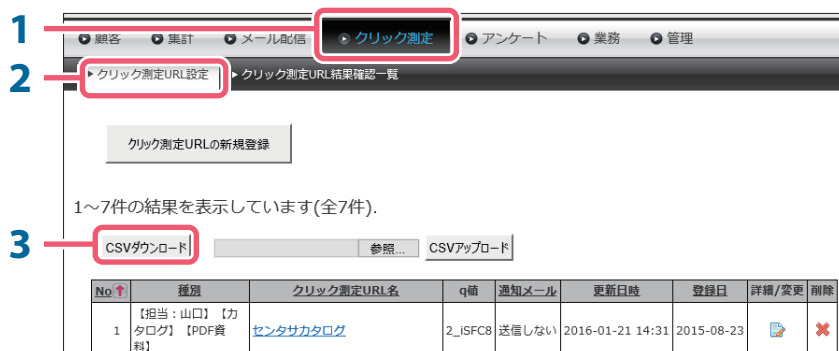 1
顧客 集計 メール配信 クリック測定 アンケート 業務 管理
2
クリック測定URL設定 クリック測定URL結果確認一覧
クリック測定URLの新規登録
1～7件の結果を表示しています(全7件).
3
CSVダウンロード 参照... CSVアップロード
No 種別 クリック測定URL名 q値 通知メール 更新日時 登録日 詳細/変更 削除
1 【担当：山口】【カタログ】【PDF資料】 センタサカタログ 2_iSFC8 送信しない 2016-01-21 14:31 2015-08-23